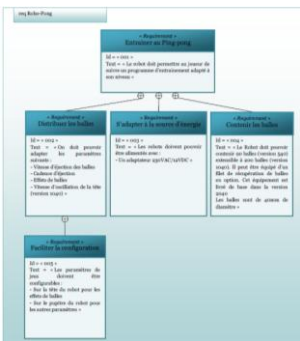 req Robo-Pong
« Requirement »
Entrainer au Ping pong
Id = « 001 »
Text = « Le robot doit permettre au joueur de
suivre un programme d'entrainement adapté à
son niveau »
« Requirement »
Distribuer les balles
Id = « 002 »
Text = « On doit pouvoir
adapter les paramètres
suivants :
- Vitesse d'éjection des balles
- Cadence d'éjection
- Effets de balles
- Vitesse d'oscillation de la tête
(version 2040) »
« Requirement »
S'adapter à la source d'énergie
Id = « 003 »
Text = « Les robots doivent pouvoir
être alimentés avec :
- Un adaptateur 230VAC/12VDC »
« Requirement »
Contenir les balles
Id = « 004 »
Text = « Le Robot doit pouvoir
contenir 90 balles (version 540)
extensible à 200 balles (version
2040). Il peut être équipé d'un
filet de récupération de balles
en option. Cet équipement est
livré de base dans la version
2040
Les balles sont de 40mm de
diamètre »
« Requirement »
Faciliter la configuration
Id = « 005 »
Text = « Les paramètres de
jeux doivent être
configurables :
- Sur la tête du robot pour les
effets de balles
- Sur le pupitre du robot pour
les autres paramètres »